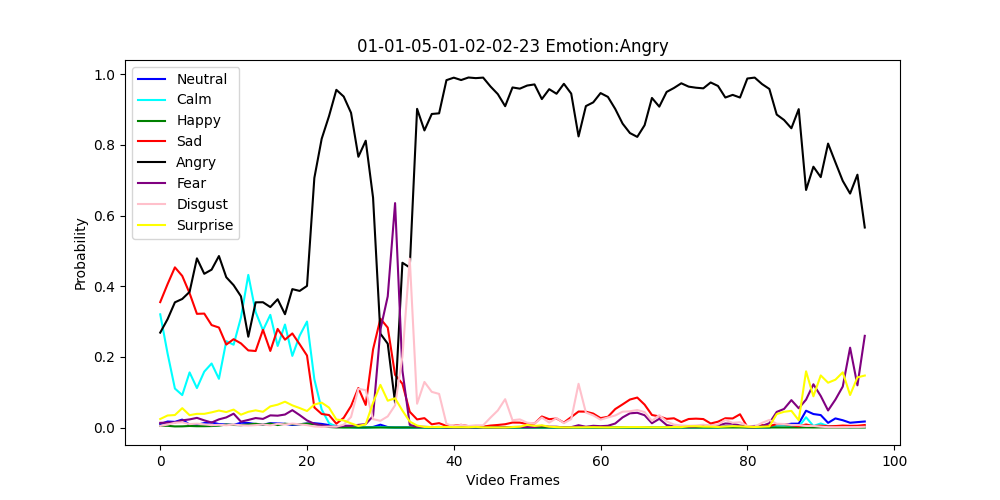 01-01-05-01-02-02-23 Emotion:Angry
1.0
0.8
0.6
0.4
0.2
0.0
Probability
Neutral
Calm
Happy
Sad
Angry
Fear
Disgust
Surprise
0 20 40 60 80 100
Video Frames